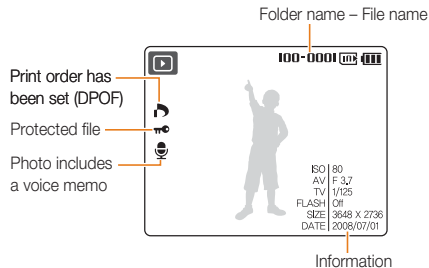 Folder name – File name
100-0001
Print order has
been set (DPOF)
Protected file
Photo includes
a voice memo
ISO 80
AV F 3.7
TV 1/125
FLASH Off
SIZE 3648 X 2736
DATE 2008/07/01
Information